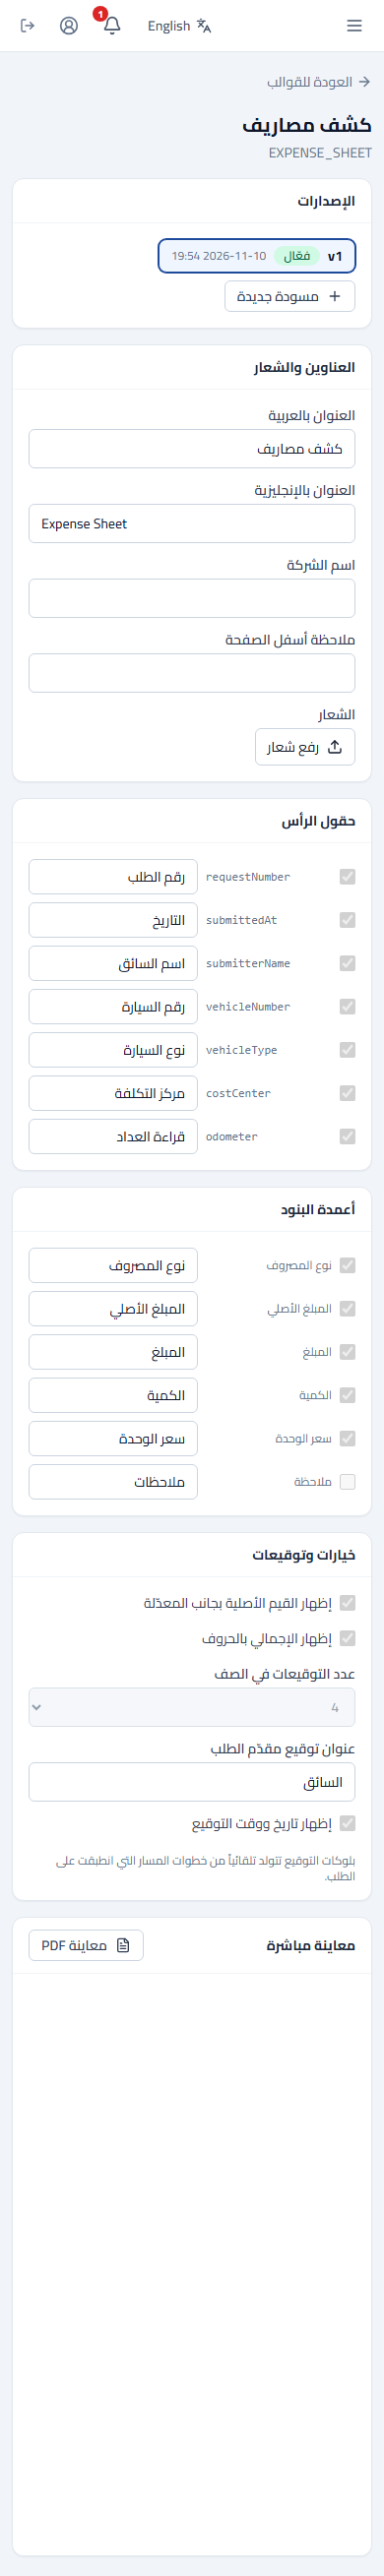 English
1
العودة للقوالب
كشف مصاريف
EXPENSE_SHEET
الإصدارات
v1 فعّال 2026-11-10 19:54
مسودة جديدة
العناوين والشعار
العنوان بالعربية
كشف مصاريف
العنوان بالإنجليزية
Expense Sheet
اسم الشركة
ملاحظة أسفل الصفحة
الشعار
رفع شعار
حقول الرأس
requestNumber رقم الطلب
submittedAt التاريخ
submitterName اسم السائق
vehicleNumber رقم السيارة
vehicleType نوع السيارة
costCenter مركز التكلفة
odometer قراءة العداد
أعمدة البنود
نوع المصروف نوع المصروف
المبلغ الأصلي المبلغ الأصلي
المبلغ المبلغ
الكمية الكمية
سعر الوحدة سعر الوحدة
ملاحظة ملاحظات
خيارات وتوقيعات
إظهار القيم الأصلية بجانب المعدّلة
إظهار الإجمالي بالحروف
عدد التوقيعات في الصف
4
عنوان توقيع مقدّم الطلب
السائق
إظهار تاريخ ووقت التوقيع
بلوكات التوقيع تتولد تلقائياً من خطوات المسار التي انطبقت على
الطلب.
معاينة مباشرة
معاينة PDF